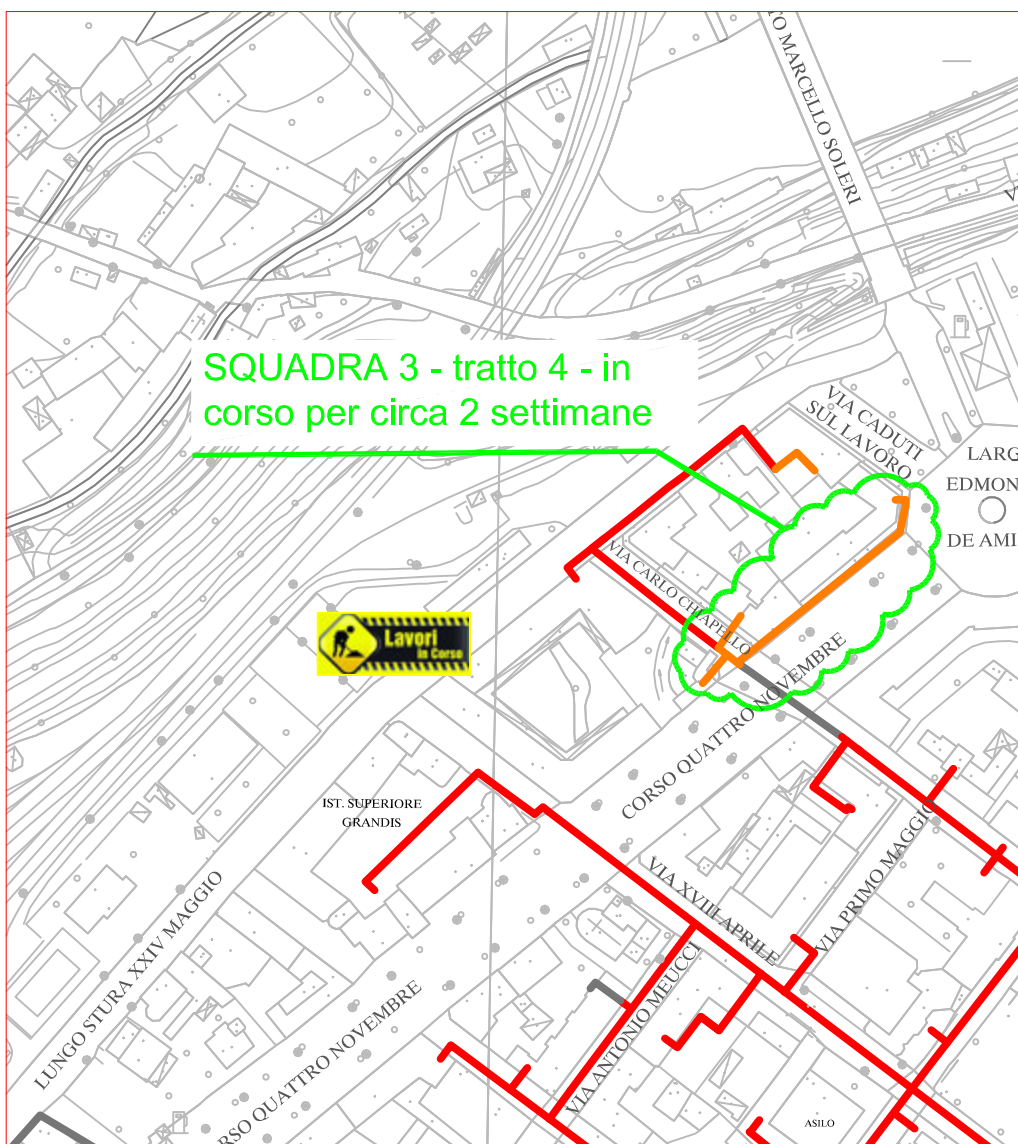 TO MARCELLO SOLERI
V
SQUADRA 3 - tratto 4 - in
corso per circa 2 settimane
VIA CADUTI
SUL LAVORO
LARG
EDMON
DE AMI
VIA CARLO CHIAPELLO
Lavori
in Corso
CORSO QUATTRO NOVEMBRE
IST. SUPERIORE
GRANDIS
VIA XVIII APRILE
VIA PRIMO MAGGIO
LUNGO STURA XXIV MAGGIO
VIA ANTONIO MEUCCI
RSO QUATTRO NOVEMBRE
ASILO